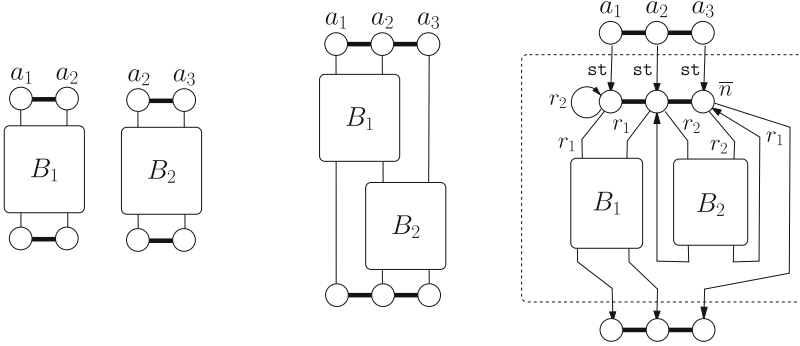 a₁ a₂ a₂ a₃
B₁ B₂
a₁ a₂ a₃
B₁
B₂
a₁ a₂ a₃
st st st
r₂ n̅
r₁ r₁ r₂ r₂ r₁
B₁ B₂